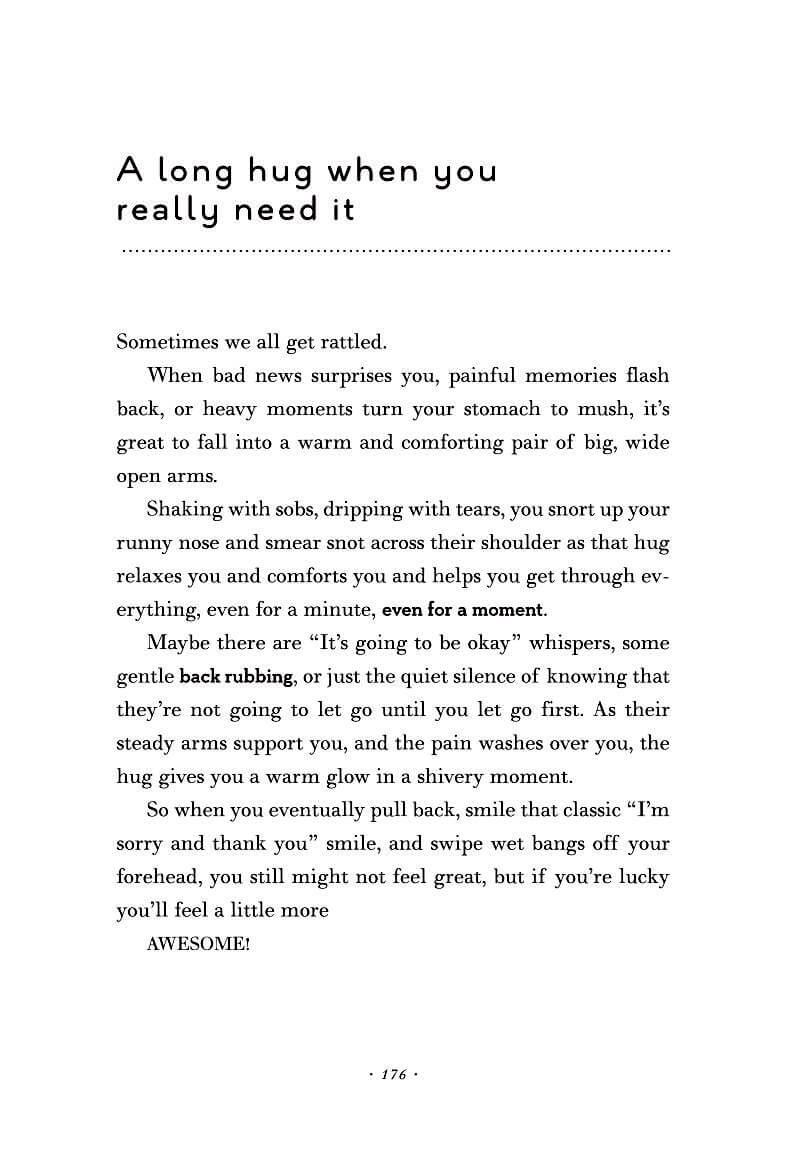 A long hug when you
really need it
Sometimes we all get rattled.
When bad news surprises you, painful memories flash
back, or heavy moments turn your stomach to mush, it’s
great to fall into a warm and comforting pair of big, wide
open arms.
Shaking with sobs, dripping with tears, you snort up your
runny nose and smear snot across their shoulder as that hug
relaxes you and comforts you and helps you get through ev-
erything, even for a minute, even for a moment.
Maybe there are “It’s going to be okay” whispers, some
gentle back rubbing, or just the quiet silence of knowing that
they’re not going to let go until you let go first. As their
steady arms support you, and the pain washes over you, the
hug gives you a warm glow in a shivery moment.
So when you eventually pull back, smile that classic “I’m
sorry and thank you” smile, and swipe wet bangs off your
forehead, you still might not feel great, but if you’re lucky
you’ll feel a little more
AWESOME!
· 176 ·